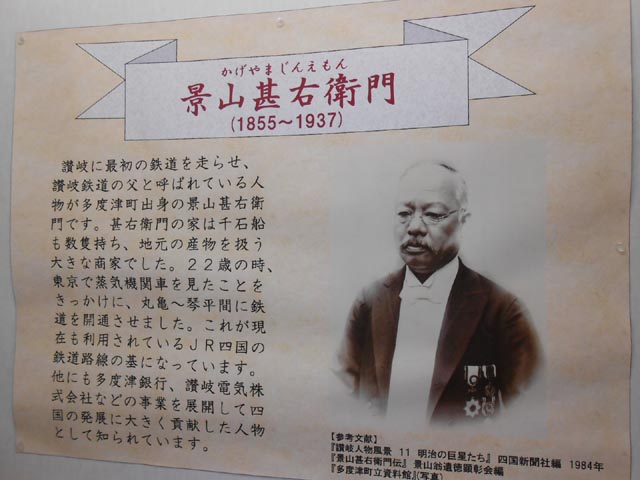 かげやまじんえもん
景山甚右衛門
(1855～1937)
讃岐に最初の鉄道を走らせ、
讃岐鉄道の父と呼ばれている人
物が多度津町出身の景山甚右衛
門です。甚右衛門の家は千石船
も数隻持ち、地元の産物を扱う
大きな商家でした。２２歳の時、
東京で蒸気機関車を見たことを
きっかけに、丸亀～琴平間に鉄
道を開通させました。これが現
在も利用されているＪＲ四国の
鉄道路線の基になっています。
他にも多度津銀行、讃岐電気株
式会社などの事業を展開して四
国の発展に大きく貢献した人物
として知られています。
【参考文献】
『讃岐人物風景 11 明治の巨星たち』 四国新聞社編 1984年
『景山甚右衛門伝』 景山翁遺徳顕彰会編
『多度津町立資料館』(写真)